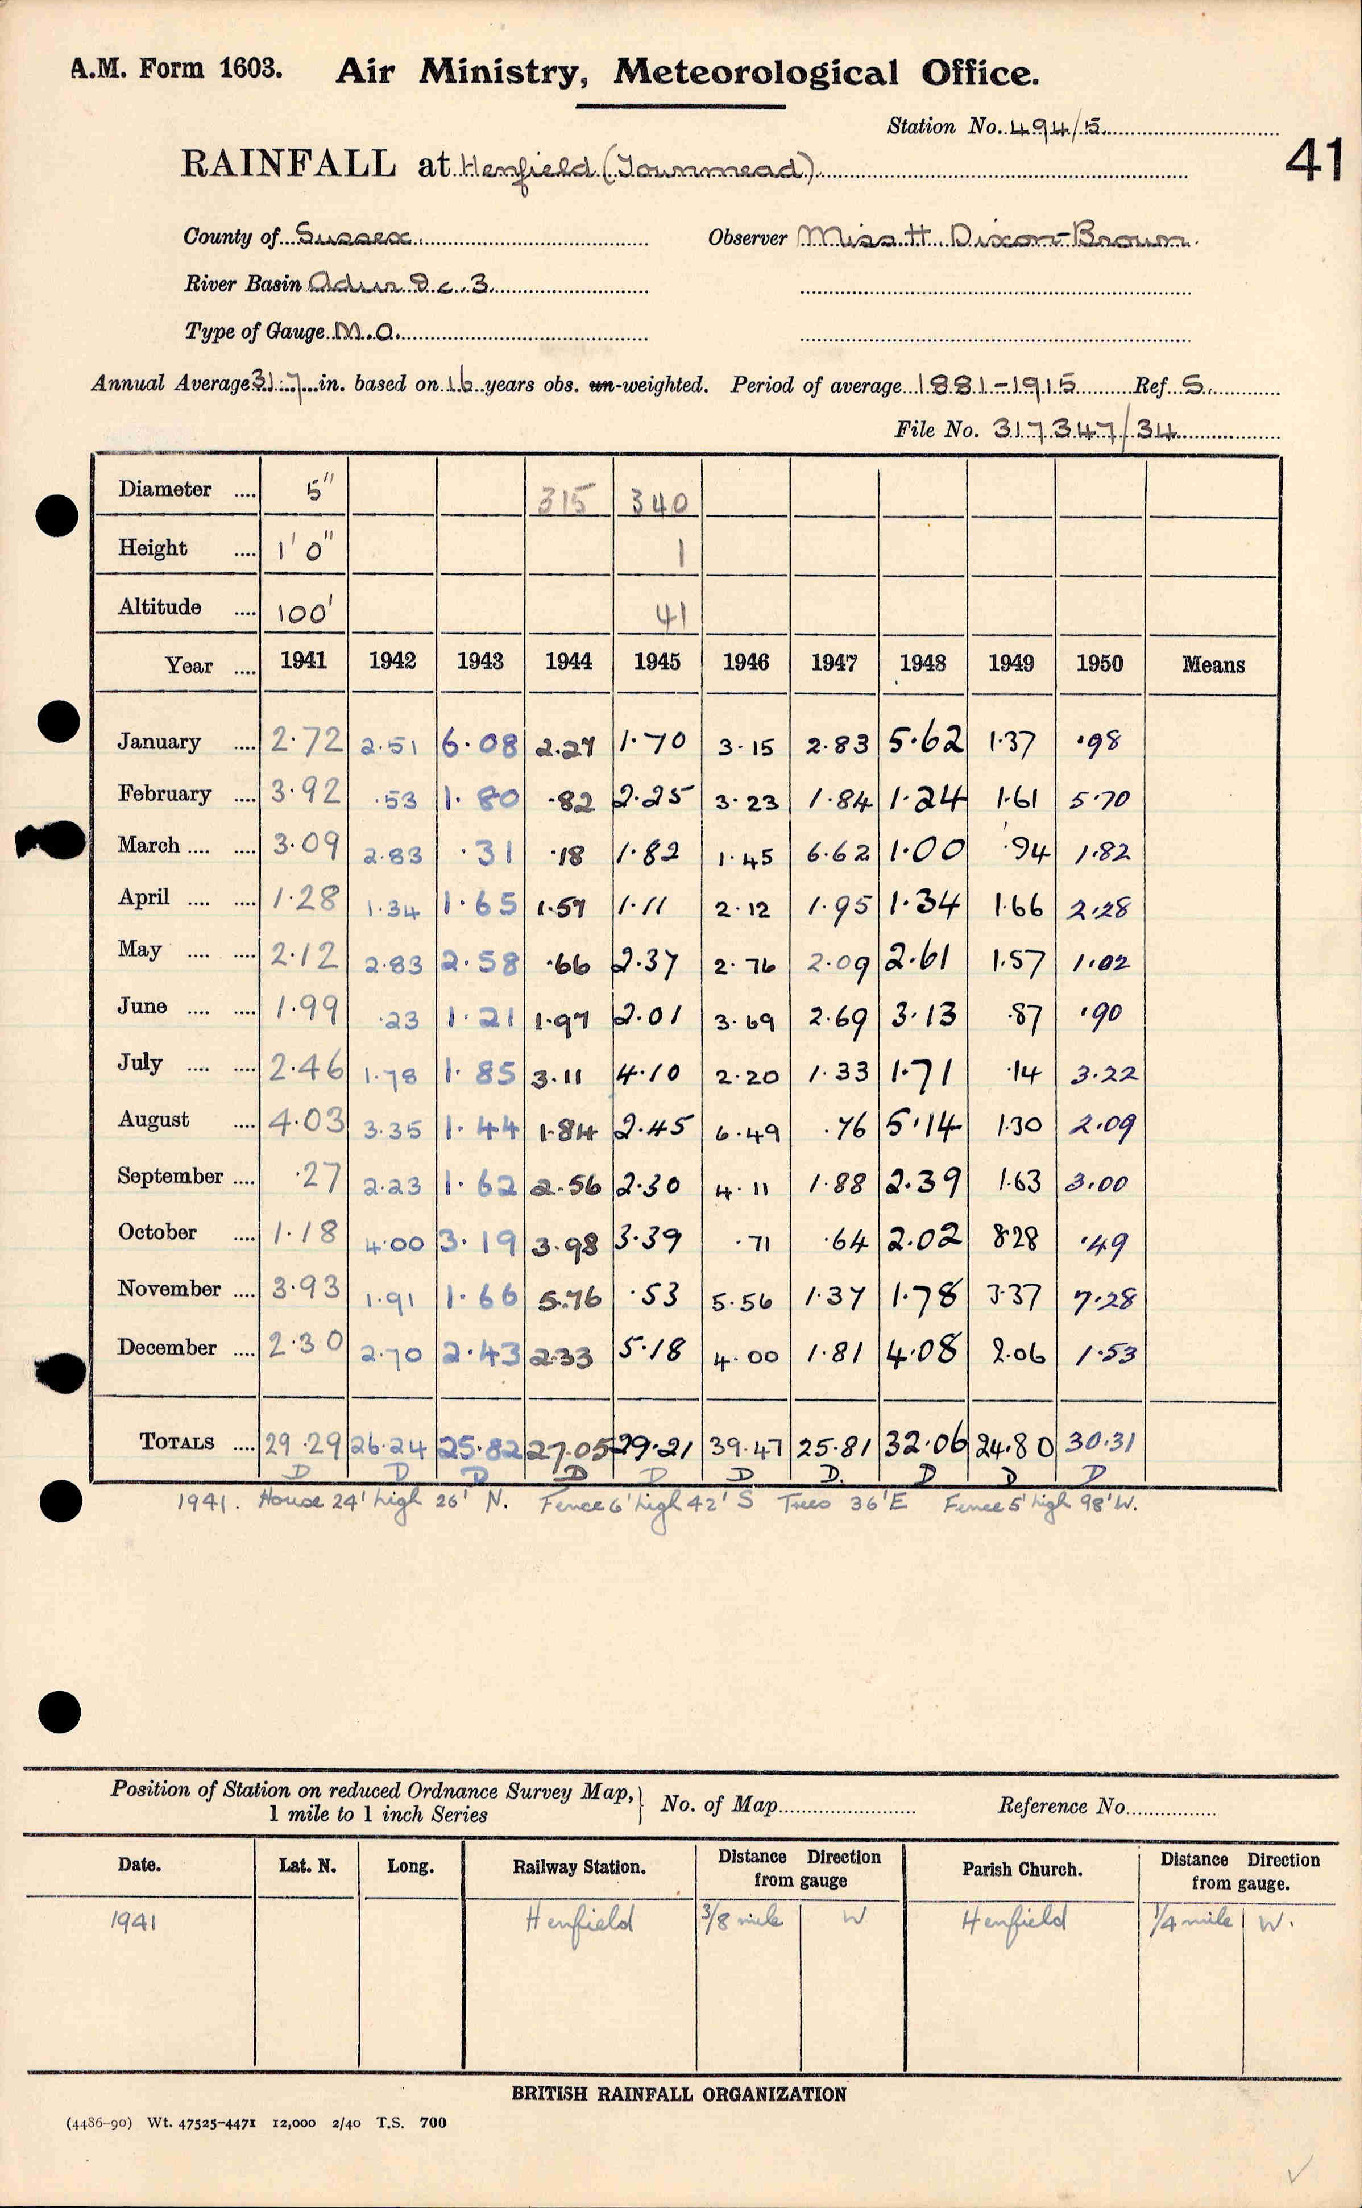 A.M. Form 1603. Air Ministry, Meteorological Office.
Station No. 494/5
41
RAINFALL at Henfield (Townmead)
County of Sussex Observer Miss H. Dixon-Brown.
River Basin Adur D c. 3.
Type of Gauge M.O.
Annual Average 31.7 in. based on 16 years obs. un-weighted. Period of average 1881-1915 Ref S.
File No. 317347/34
Diameter .... 5" 315 340
Height .... 1' 0" 1
Altitude .... 100' 41
Year .... 1941 1942 1943 1944 1945 1946 1947 1948 1949 1950 Means
January .... 2.72 2.51 6.08 2.27 1.70 3.15 2.83 5.62 1.37 .98
February .... 3.92 .53 1.80 .82 2.25 3.23 1.84 1.24 1.61 5.70
March .... .... 3.09 2.83 .31 .18 1.82 1.45 6.62 1.00 .94 1.82
April .... .... 1.28 1.34 1.65 1.57 1.11 2.12 1.95 1.34 1.66 2.28
May .... .... 2.12 2.83 2.58 .66 2.37 2.76 2.09 2.61 1.57 1.02
June .... .... 1.99 .23 1.21 1.97 2.01 3.69 2.69 3.13 .87 .90
July .... .... 2.46 1.78 1.85 3.11 4.10 2.20 1.33 1.71 .14 3.22
August .... 4.03 3.35 1.44 1.84 2.45 6.49 .76 5.14 1.30 2.09
September .... .27 2.23 1.62 2.56 2.30 4.11 1.88 2.39 1.63 3.00
October .... 1.18 4.00 3.19 3.98 3.39 .71 .64 2.02 8.28 .49
November .... 3.93 1.91 1.66 5.76 .53 5.56 1.37 1.78 3.37 7.28
December .... 2.30 2.70 2.43 2.33 5.18 4.00 1.81 4.08 2.06 1.53
TOTALS .... 29.29 26.24 25.82 27.05 29.21 39.47 25.81 32.06 24.80 30.31
D D D D D D D. D D D
1941. House 24' high 26' N. Fence 6' high 42' S Trees 36' E Fence 5' high 98' W.
Position of Station on reduced Ordnance Survey Map, 1 mile to 1 inch Series } No. of Map Reference No.
Date. Lat. N. Long. Railway Station. Distance Direction from gauge Parish Church. Distance Direction from gauge.
1941 Henfield 3/8 mile W Henfield 1/4 mile W.
BRITISH RAINFALL ORGANIZATION
(4486-90) Wt. 47525-4471 12,000 2/40 T.S. 700